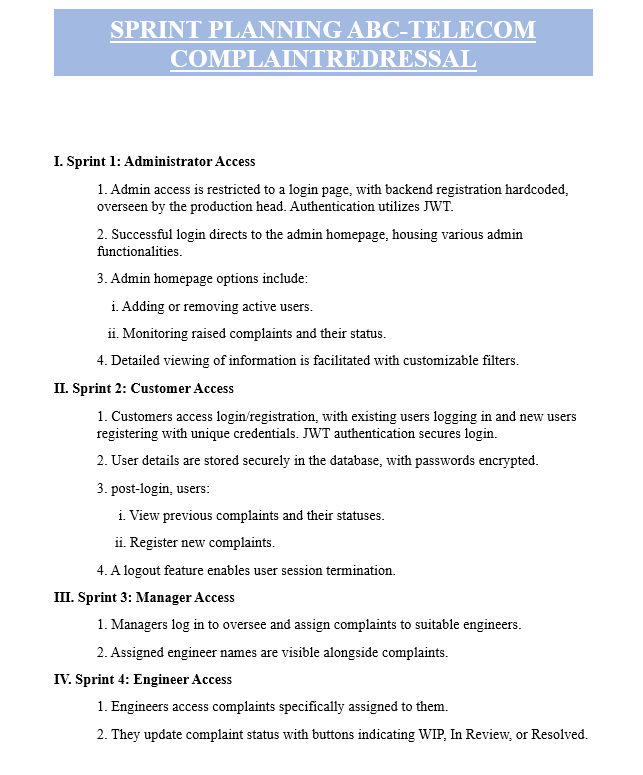 SPRINT PLANNING ABC-TELECOM
COMPLAINTREDRESSAL
I. Sprint 1: Administrator Access
1. Admin access is restricted to a login page, with backend registration hardcoded,
overseen by the production head. Authentication utilizes JWT.
2. Successful login directs to the admin homepage, housing various admin
functionalities.
3. Admin homepage options include:
i. Adding or removing active users.
ii. Monitoring raised complaints and their status.
4. Detailed viewing of information is facilitated with customizable filters.
II. Sprint 2: Customer Access
1. Customers access login/registration, with existing users logging in and new users
registering with unique credentials. JWT authentication secures login.
2. User details are stored securely in the database, with passwords encrypted.
3. post-login, users:
i. View previous complaints and their statuses.
ii. Register new complaints.
4. A logout feature enables user session termination.
III. Sprint 3: Manager Access
1. Managers log in to oversee and assign complaints to suitable engineers.
2. Assigned engineer names are visible alongside complaints.
IV. Sprint 4: Engineer Access
1. Engineers access complaints specifically assigned to them.
2. They update complaint status with buttons indicating WIP, In Review, or Resolved.